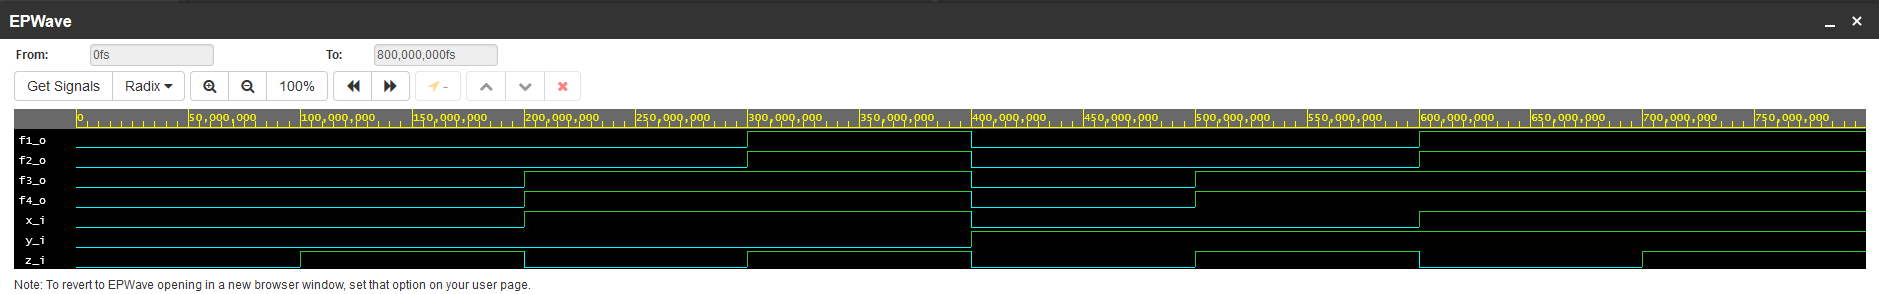 EPWave
From: 0fs To: 800,000,000fs
Get Signals Radix 100% -
0 50,000,000 100,000,000 150,000,000 200,000,000 250,000,000 300,000,000 350,000,000 400,000,000 450,000,000 500,000,000 550,000,000 600,000,000 650,000,000 700,000,000 750,000,000
f1_o
f2_o
f3_o
f4_o
x_i
y_i
z_i
Note: To revert to EPWave opening in a new browser window, set that option on your user page.